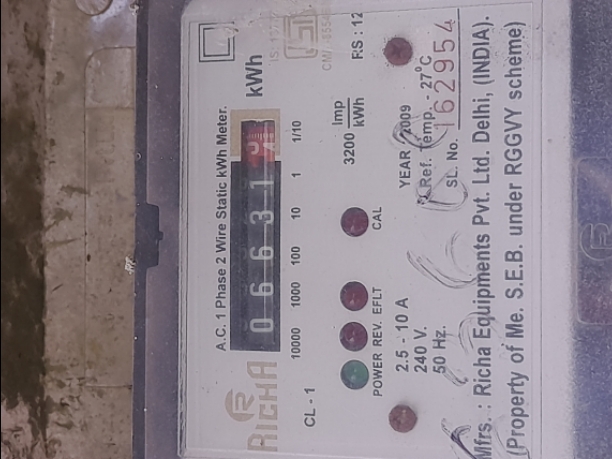 RICHA
A.C. 1 Phase 2 Wire Static kWh Meter.
0 6 6 3 1
kWh
10000 1000 100 10 1 1/10
CL - 1
3200 Imp/kWh
POWER REV. EFLT CAL
2.5 - 10 A
240 V.
50 Hz.
YEAR 2009
Ref. Temp. - 27°C
SL. No. 162954
Mfrs. : Richa Equipments Pvt. Ltd. Delhi, (INDIA).
(Property of Me. S.E.B. under RGGVY scheme)